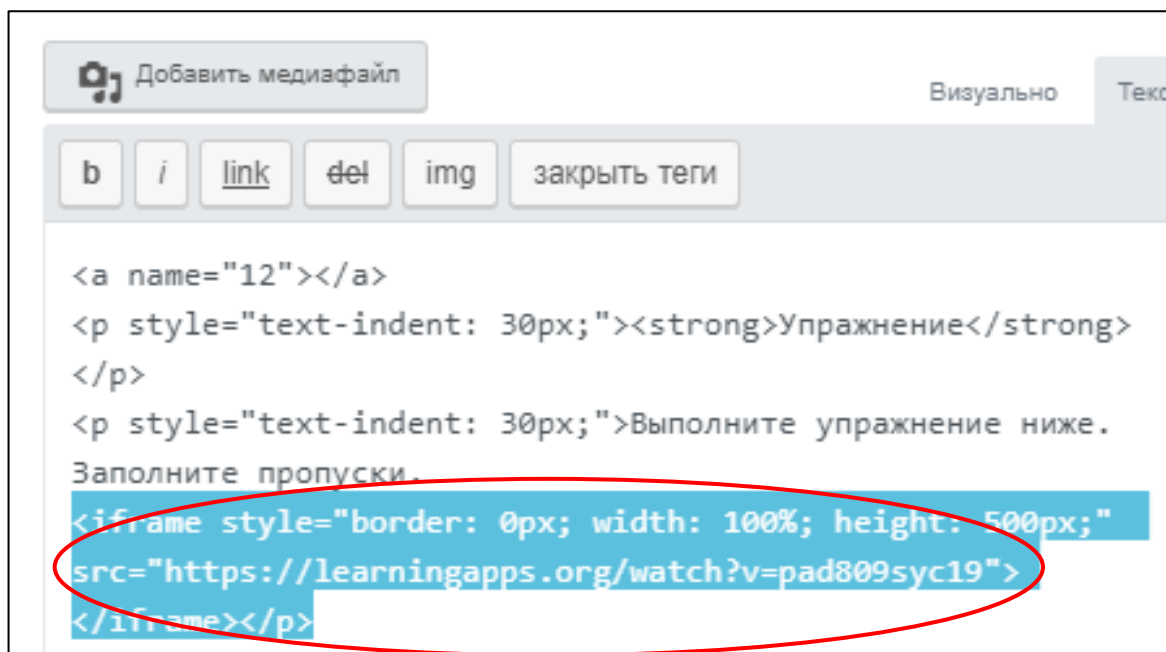 Добавить медиафайл
Визуально
b i link del img закрыть теги
<a name="12"></a>
<p style="text-indent: 30px;"><strong>Упражнение</strong>
</p>
<p style="text-indent: 30px;">Выполните упражнение ниже.
Заполните пропуски.
<iframe style="border: 0px; width: 100%; height: 500px;"
src="https://learningapps.org/watch?v=pad809syc19">
</iframe></p>